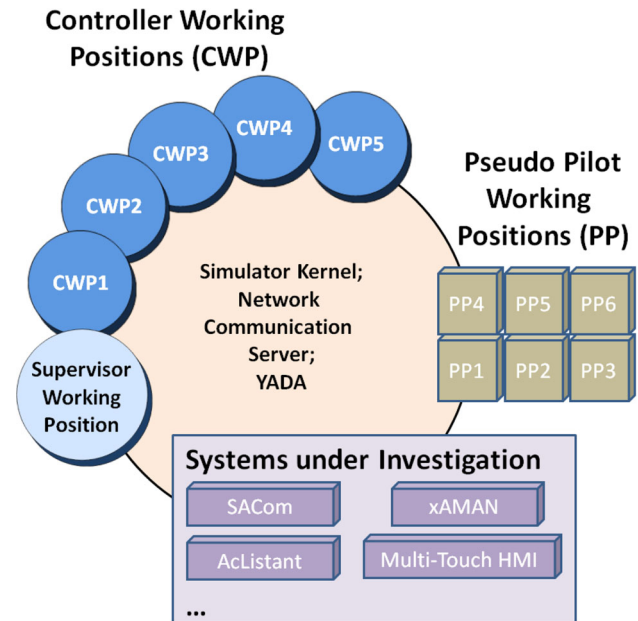 Controller Working
Positions (CWP)
CWP1
CWP2
CWP3
CWP4
CWP5
Supervisor
Working
Position
Simulator Kernel;
Network
Communication
Server;
YADA
Pseudo Pilot
Working
Positions (PP)
PP4 PP5 PP6
PP1 PP2 PP3
Systems under Investigation
SACom xAMAN
AcListant Multi-Touch HMI
...